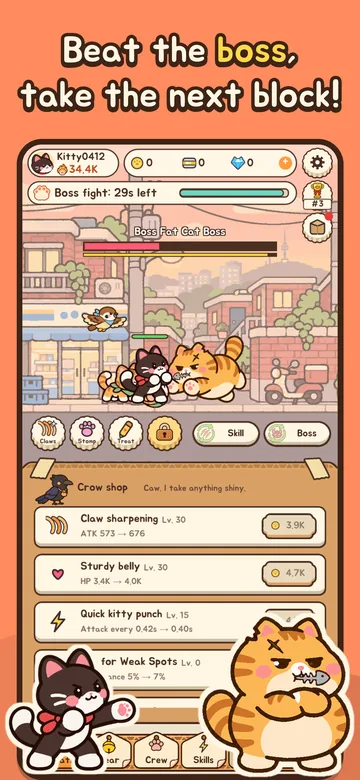 Beat the boss,
take the next block!
Kitty0412
34.4K
0
0
0
Boss fight: 29s left
#3
Boss Fat Cat Boss
Claws
Stomp
Treat
Skill
Boss
Crow shop
Caw. I take anything shiny.
Claw sharpening Lv. 30
ATK 573 → 676
3.9K
Sturdy belly Lv. 30
HP 3.4K → 4.0K
4.7K
Quick kitty punch Lv. 15
Attack every 0.42s → 0.40s
for Weak Spots Lv. 0
5% → 7%
Crew
Skills